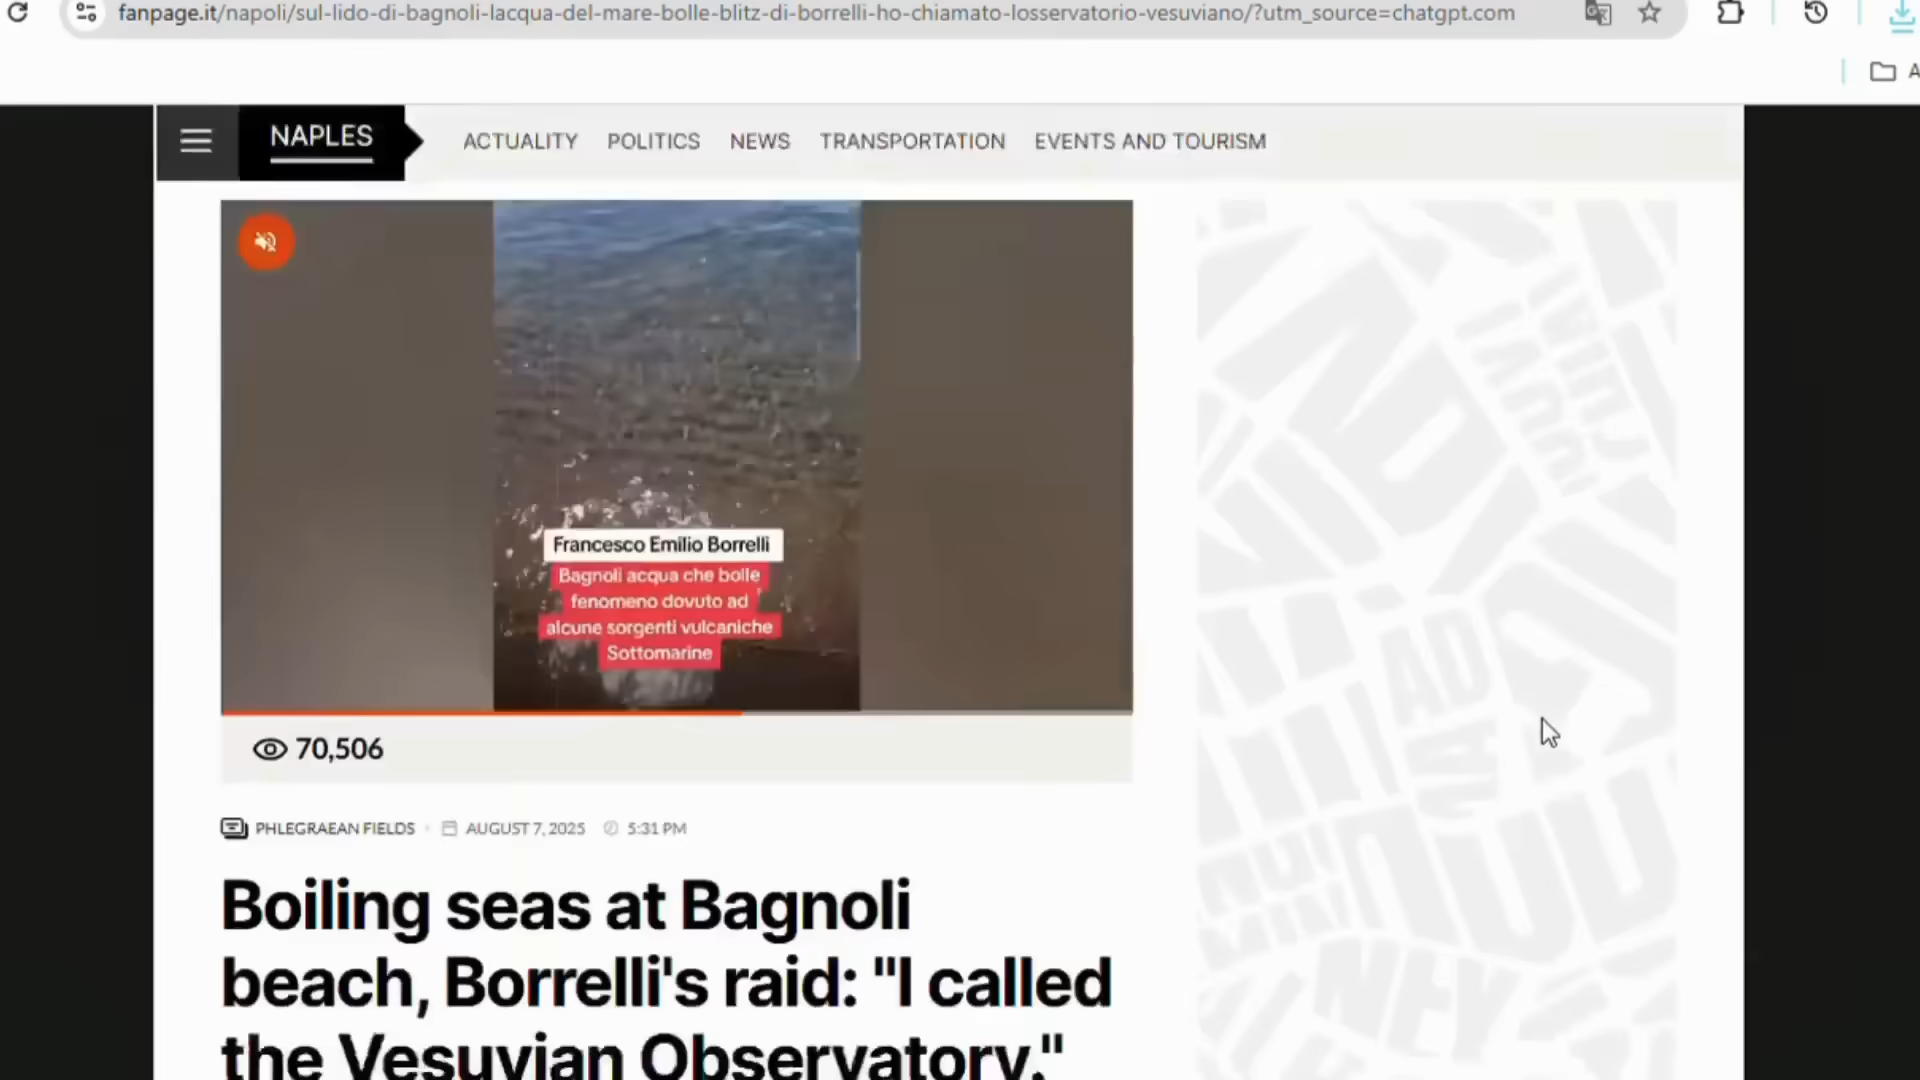 fanpage.it/napoli/sul-lido-di-bagnoli-lacqua-del-mare-bolle-blitz-di-borrelli-ho-chiamato-losservatorio-vesuviano/?utm_source=chatgpt.com
A
NAPLES
ACTUALITY POLITICS NEWS TRANSPORTATION EVENTS AND TOURISM
Francesco Emilio Borrelli
Bagnoli acqua che bolle
fenomeno dovuto ad
alcune sorgenti vulcaniche
Sottomarine
70,506
PHLEGRAEAN FIELDS AUGUST 7, 2025 5:31 PM
Boiling seas at Bagnoli
beach, Borrelli's raid: "I called
the Vesuvian Observatory."